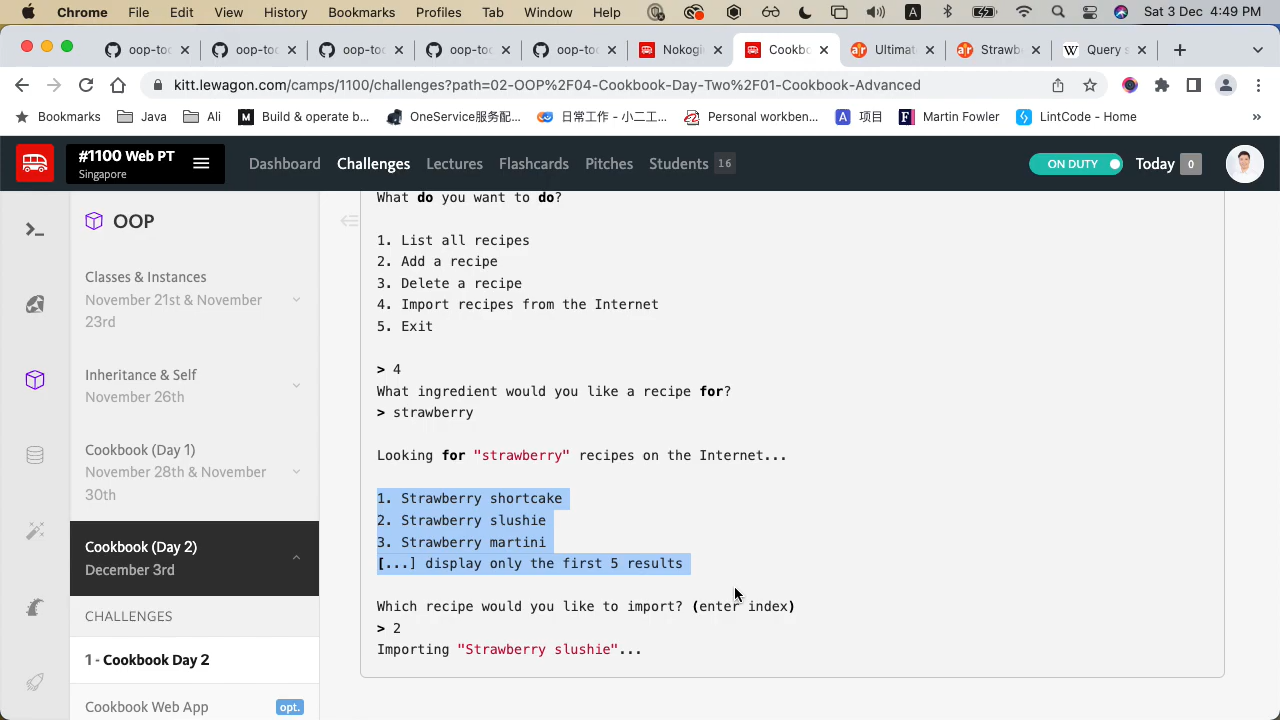 Chrome File Edit View History Bookmarks Profiles Tab Window Help A Sat 3 Dec 4:49 PM
oop-too oop-too oop-too oop-too oop-too Nokogi Cookbo Ultimat Strawb Query s
kitt.lewagon.com/camps/1100/challenges?path=02-OOP%2F04-Cookbook-Day-Two%2F01-Cookbook-Advanced
Bookmarks Java Ali Build & operate b... OneService服务配... 日常工作 - 小二工... Personal workben... 项目 Martin Fowler LintCode - Home »
#1100 Web PT
Singapore
Dashboard Challenges Lectures Flashcards Pitches Students 16 ON DUTY Today 0
OOP
Classes & Instances
November 21st & November
23rd
Inheritance & Self
November 26th
Cookbook (Day 1)
November 28th & November
30th
Cookbook (Day 2)
December 3rd
CHALLENGES
1 - Cookbook Day 2
Cookbook Web App opt.
What do you want to do?
1. List all recipes
2. Add a recipe
3. Delete a recipe
4. Import recipes from the Internet
5. Exit
> 4
What ingredient would you like a recipe for?
> strawberry
Looking for "strawberry" recipes on the Internet...
1. Strawberry shortcake
2. Strawberry slushie
3. Strawberry martini
[...] display only the first 5 results
Which recipe would you like to import? (enter index)
> 2
Importing "Strawberry slushie"...